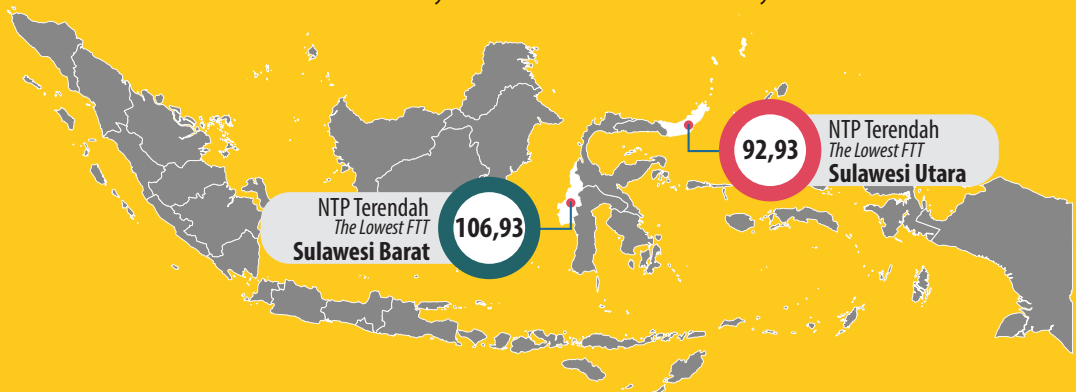 92,93
NTP Terendah
The Lowest FTT
Sulawesi Utara
NTP Terendah
The Lowest FTT
Sulawesi Barat
106,93